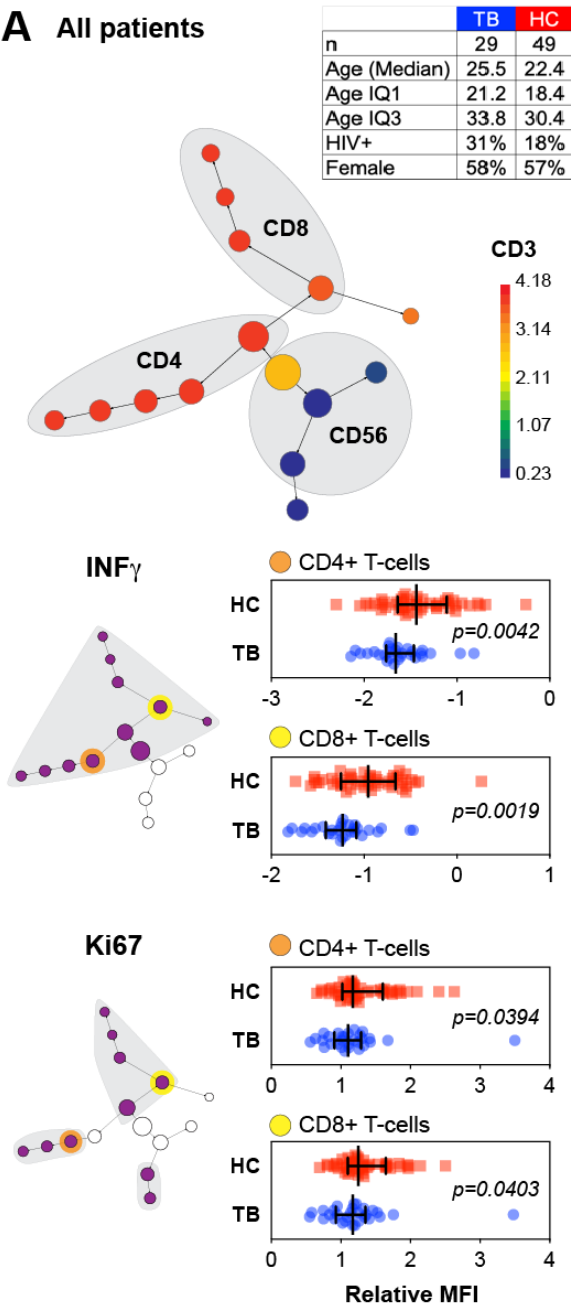 A All patients
TB HC
n 29 49
Age (Median) 25.5 22.4
Age IQ1 21.2 18.4
Age IQ3 33.8 30.4
HIV+ 31% 18%
Female 58% 57%
CD8
CD3
4.18
3.14
2.11
1.07
0.23
CD4
CD56
INFγ
CD4+ T-cells
HC
TB
p=0.0042
-3 -2 -1 0
CD8+ T-cells
HC
TB
p=0.0019
-2 -1 0 1
Ki67
CD4+ T-cells
HC
TB
p=0.0394
0 1 2 3 4
CD8+ T-cells
HC
TB
p=0.0403
0 1 2 3 4
Relative MFI